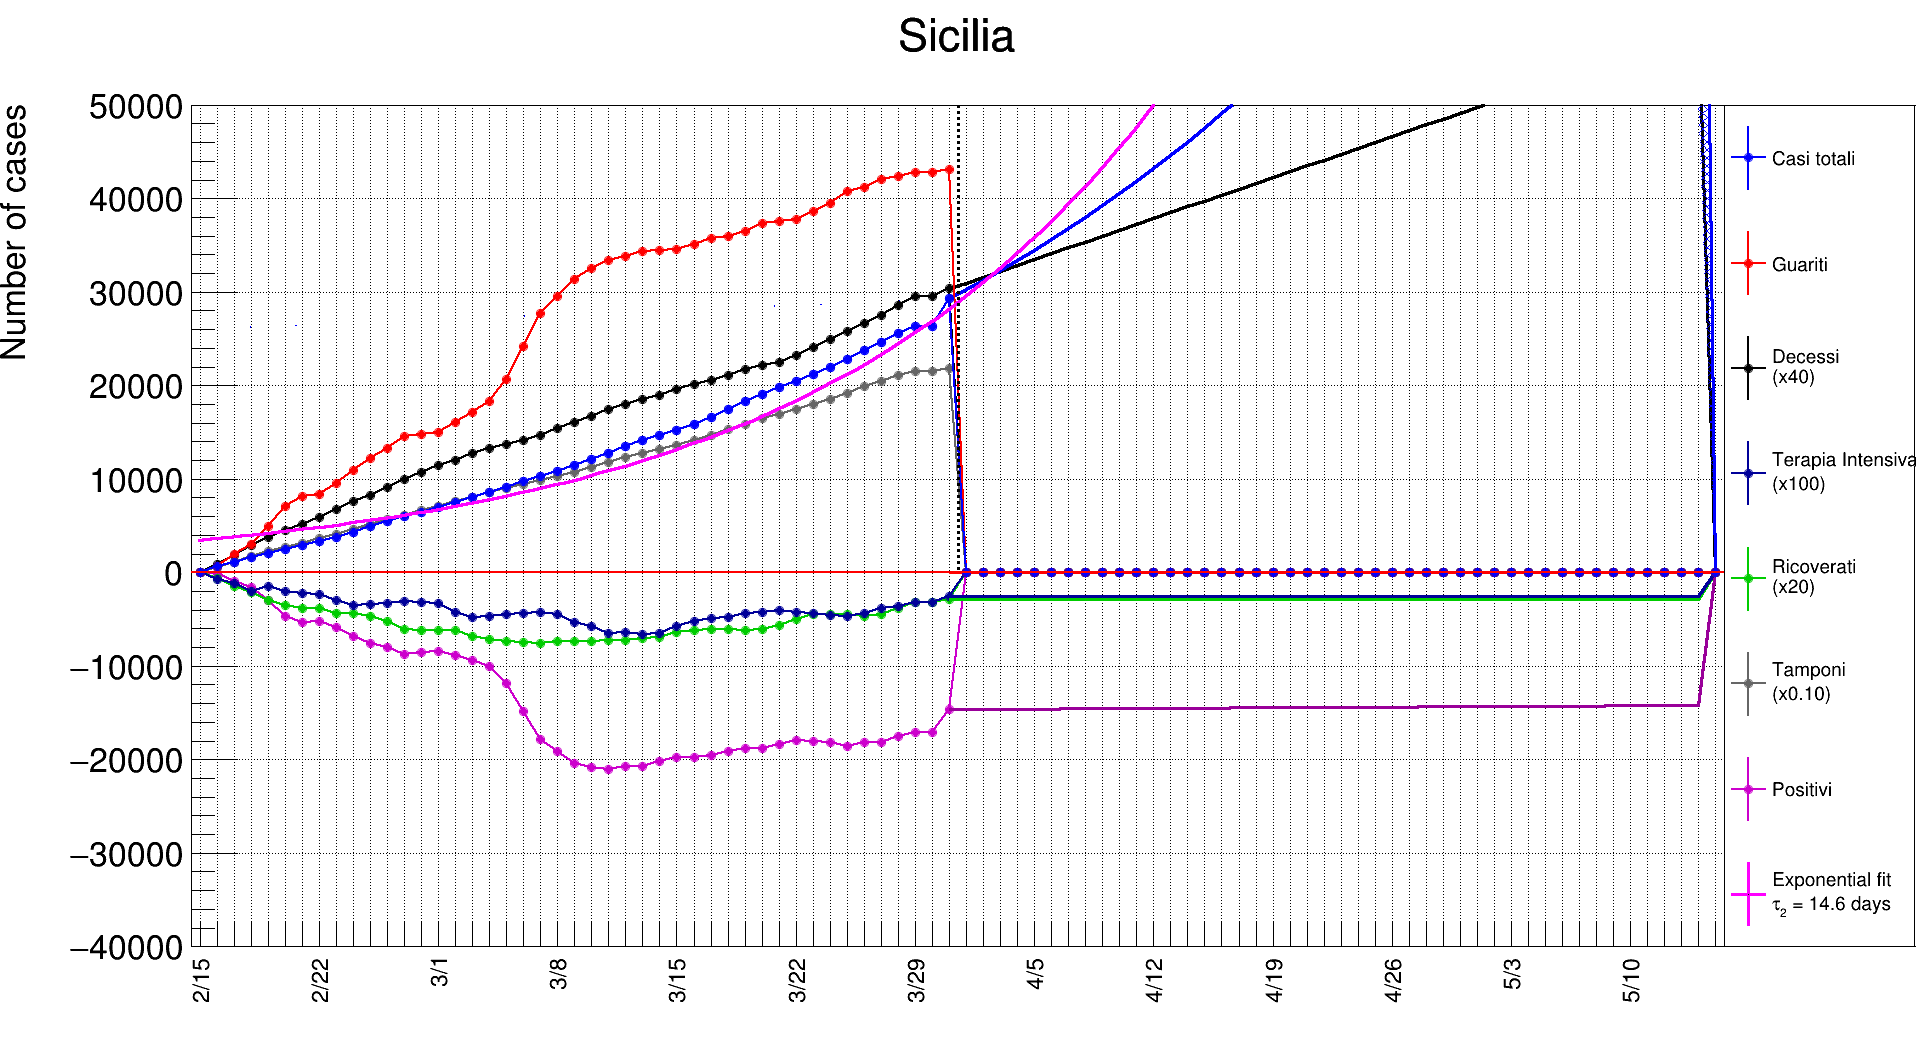 Sicilia
Number of cases
50000
40000
30000
20000
10000
0
−10000
−20000
−30000
−40000
2/15
2/22
3/1
3/8
3/15
3/22
3/29
4/5
4/12
4/19
4/26
5/3
5/10
Casi totali
Guariti
Decessi
(x40)
Terapia Intensiva
(x100)
Ricoverati
(x20)
Tamponi
(x0.10)
Positivi
Exponential fit
τ2 = 14.6 days